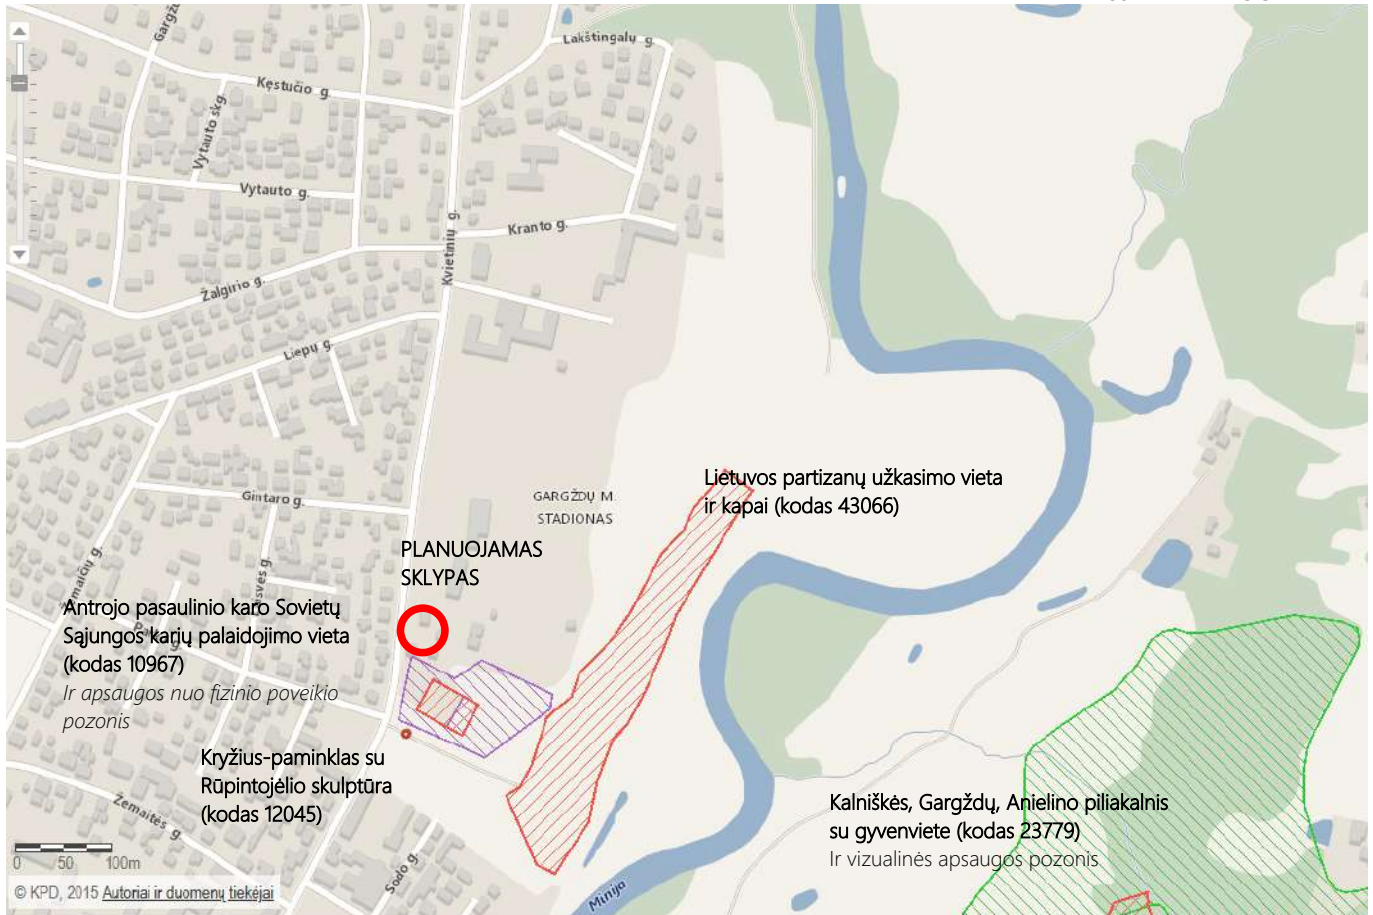 Lakštingalų g.
Gargžd
Kęstučio g.
Vytauto skg.
Vytauto g.
Kvietinių g.
Kranto g.
Žalgirio g.
Liepų g.
Lietuvos partizanų užkasimo vieta
ir kapai (kodas 43066)
GARGŽDŲ M.
STADIONAS
Gintaro g.
PLANUOJAMAS
SKLYPAS
Antrojo pasaulinio karo Sovietų
Sąjungos karių palaidojimo vieta
(kodas 10967)
Ir apsaugos nuo fizinio poveikio
pozonis
Kryžius-paminklas su
Rūpintojėlio skulptūra
(kodas 12045)
Kalniškės, Gargždų, Anielino piliakalnis
su gyvenviete (kodas 23779)
Ir vizualinės apsaugos pozonis
Žemaitės g.
Sodo g.
Minija
0 50 100m
© KPD, 2015 Autoriai ir duomenų tiekėjai